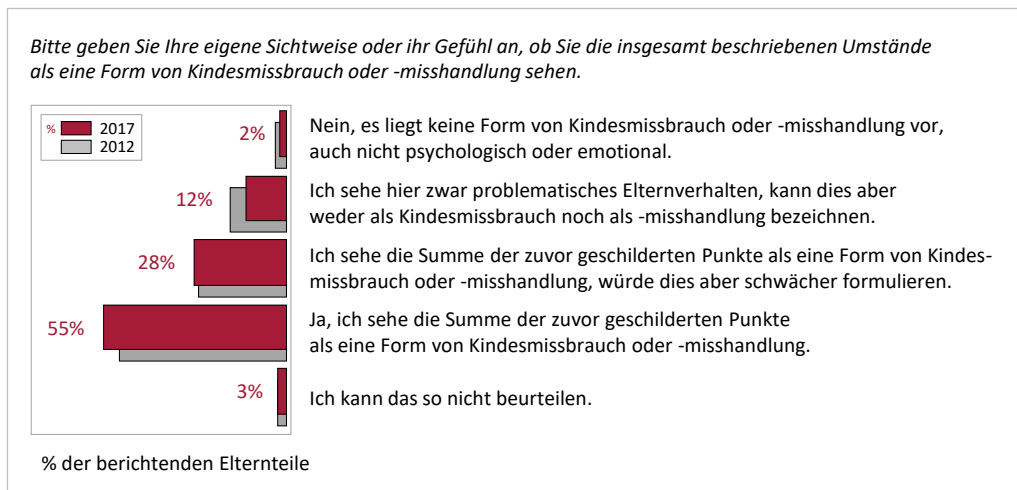 Bitte geben Sie Ihre eigene Sichtweise oder ihr Gefühl an, ob Sie die insgesamt beschriebenen Umstände
als eine Form von Kindesmissbrauch oder -misshandlung sehen.
% 2017
2012
2%
Nein, es liegt keine Form von Kindesmissbrauch oder -misshandlung vor,
auch nicht psychologisch oder emotional.
12%
Ich sehe hier zwar problematisches Elternverhalten, kann dies aber
weder als Kindesmissbrauch noch als -misshandlung bezeichnen.
28%
Ich sehe die Summe der zuvor geschilderten Punkte als eine Form von Kindes-
missbrauch oder -misshandlung, würde dies aber schwächer formulieren.
55%
Ja, ich sehe die Summe der zuvor geschilderten Punkte
als eine Form von Kindesmissbrauch oder -misshandlung.
3%
Ich kann das so nicht beurteilen.
% der berichtenden Elternteile